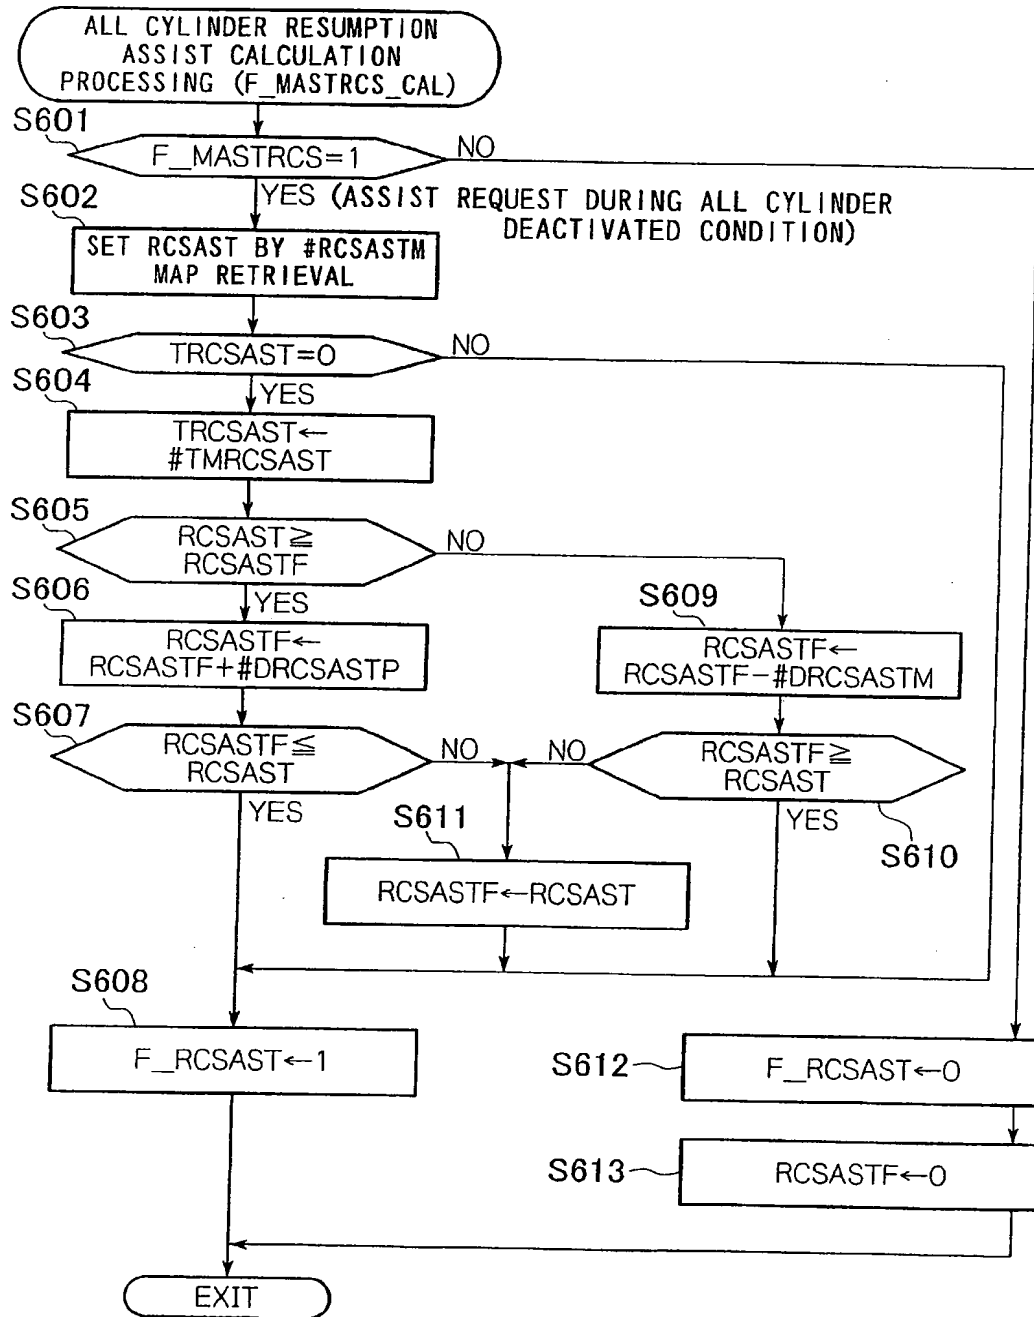 ALL CYLINDER RESUMPTION
ASSIST CALCULATION
PROCESSING (F_MASTRCS_CAL)
S601
F_MASTRCS=1
NO
YES (ASSIST REQUEST DURING ALL CYLINDER
DEACTIVATED CONDITION)
S602
SET RCSAST BY #RCSASTM
MAP RETRIEVAL
S603
TRCSAST=0
NO
YES
S604
TRCSAST←
#TMRCSAST
S605
RCSAST≧
RCSASTF
NO
YES
S606
RCSASTF←
RCSASTF+#DRCSASTP
S609
RCSASTF←
RCSASTF-#DRCSASTM
S607
RCSASTF≦
RCSAST
NO
NO
RCSASTF≧
RCSAST
YES
YES
S610
S611
RCSASTF←RCSAST
S608
F_RCSAST←1
S612
F_RCSAST←0
S613
RCSASTF←0
EXIT